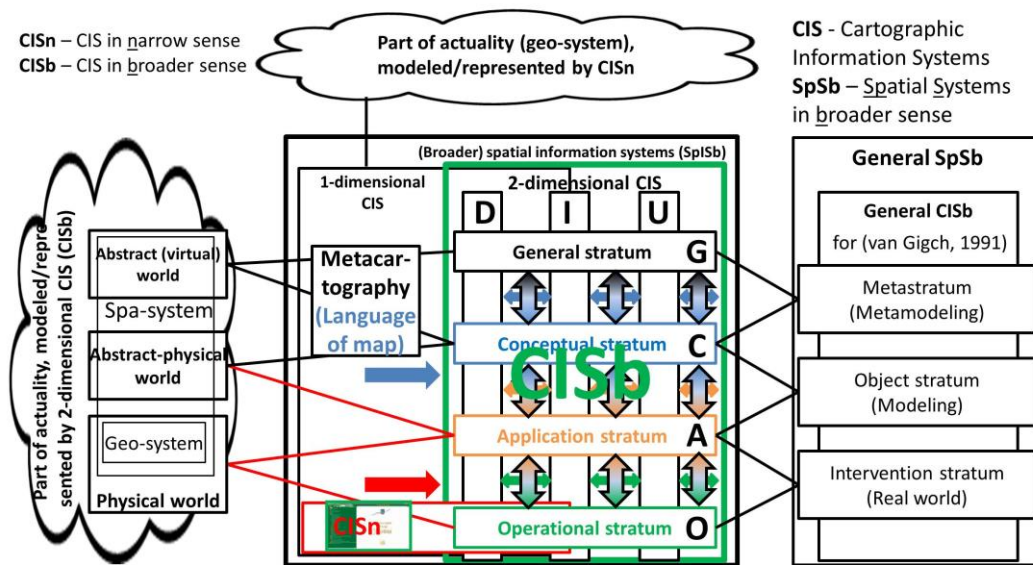 CISn – CIS in narrow sense
CISb – CIS in broader sense
Part of actuality (geo-system),
modeled/represented by CISn
CIS - Cartographic
Information Systems
SpSb – Spatial Systems
in broader sense
Part of actuality, modeled/repre
sented by 2-dimensional CIS (CISb)
Abstract (virtual)
world
Spa-system
Abstract-physical
world
Geo-system
Physical world
(Broader) spatial information systems (SpISb)
1-dimensional
CIS
2-dimensional CIS
D I U
Metacar-
tography
(Language
of map)
General stratum G
Conceptual stratum C
CISb
Application stratum A
CISn
Operational stratum O
General SpSb
General CISb
for (van Gigch, 1991)
Metastratum
(Metamodeling)
Object stratum
(Modeling)
Intervention stratum
(Real world)